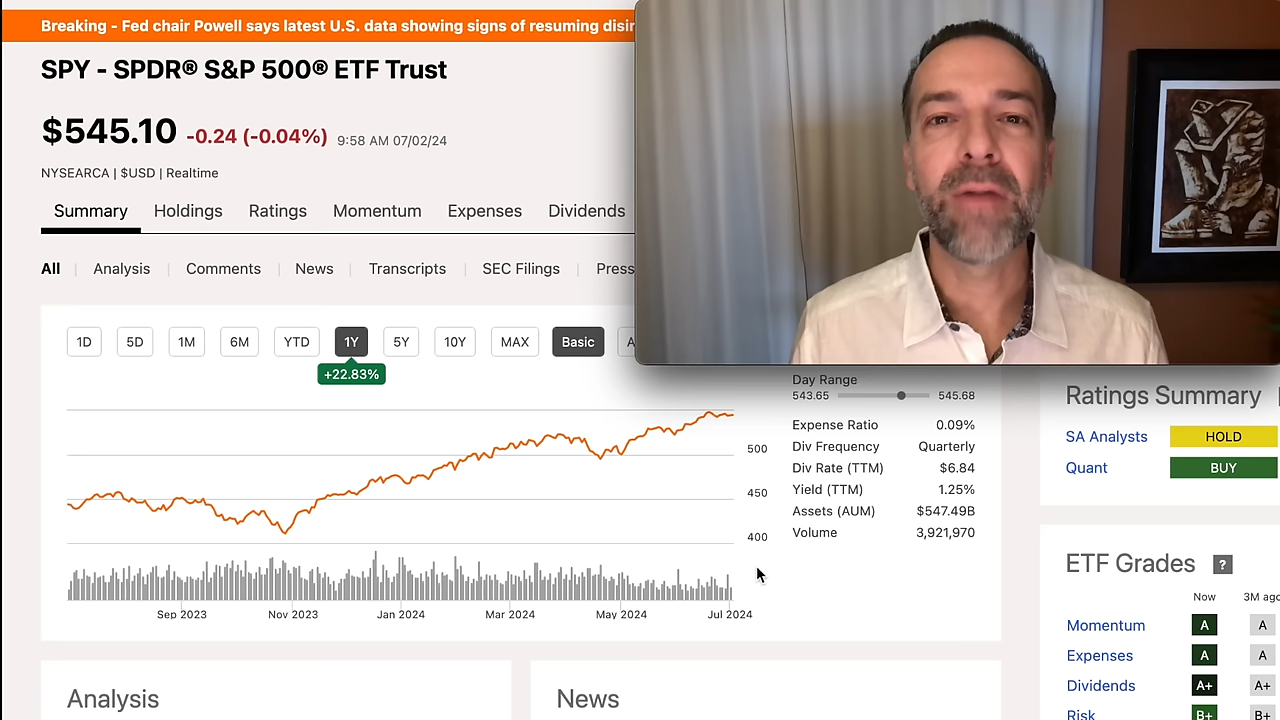 Breaking - Fed chair Powell says latest U.S. data showing signs of resuming
SPY - SPDR® S&P 500® ETF Trust
$545.10 -0.24 (-0.04%) 9:58 AM 07/02/24
NYSEARCA | $USD | Realtime
Summary Holdings Ratings Momentum Expenses Dividends
All | Analysis | Comments | News | Transcripts | SEC Filings | Press
1D 5D 1M 6M YTD 1Y 5Y 10Y MAX Basic A
+22.83%
500
450
400
Sep 2023 Nov 2023 Jan 2024 Mar 2024 May 2024 Jul 2024
Day Range
543.65 545.68
Expense Ratio 0.09%
Div Frequency Quarterly
Div Rate (TTM) $6.84
Yield (TTM) 1.25%
Assets (AUM) $547.49B
Volume 3,921,970
Ratings Summary
SA Analysts HOLD
Quant BUY
ETF Grades ?
Now 3M ago
Momentum A A
Expenses A A
Dividends A+ A+
Risk B+ B+
Analysis
News